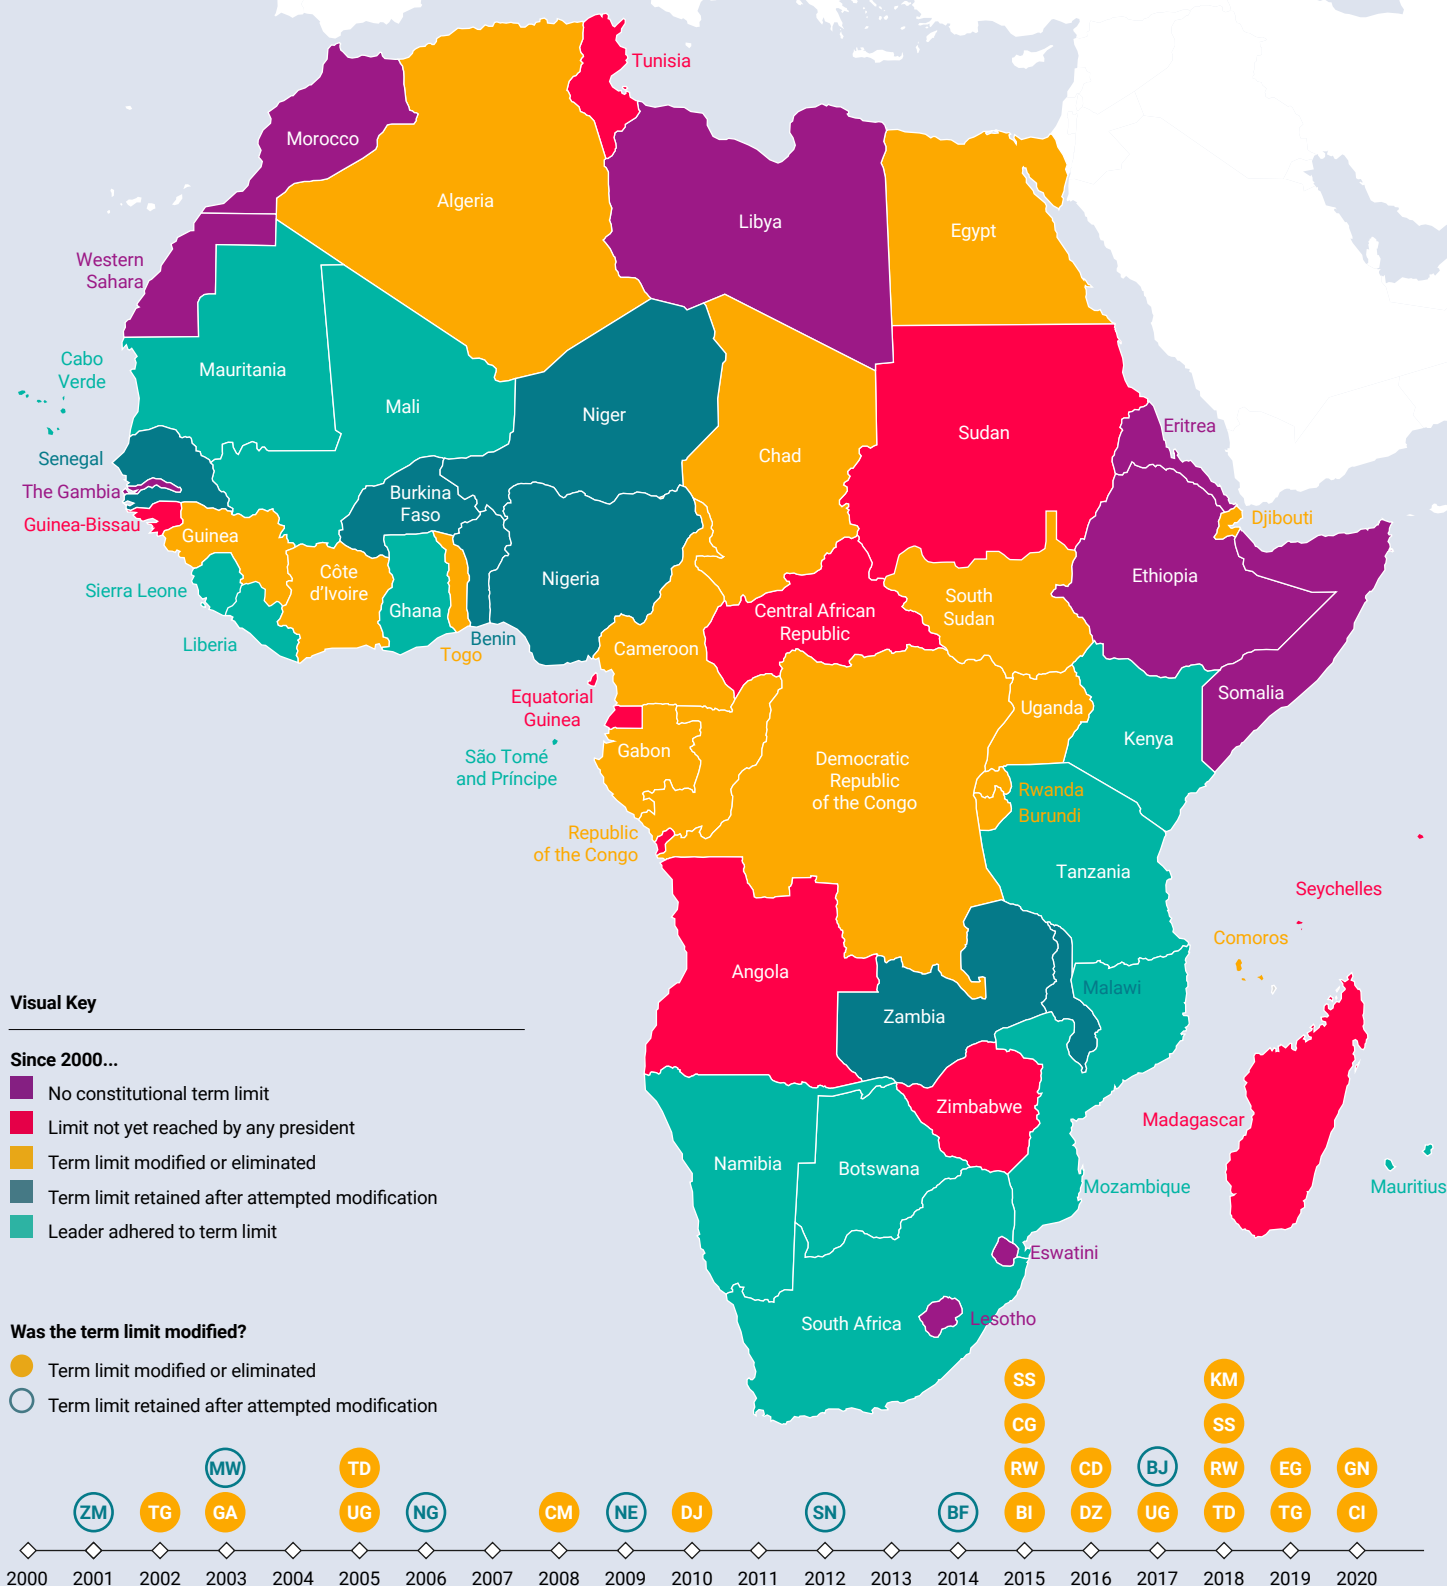 Tunisia
Morocco
Algeria
Libya
Egypt
Western
Sahara
Cabo
Verde
Mauritania
Mali
Niger
Chad
Sudan
Eritrea
Senegal
The Gambia
Guinea-Bissau
Guinea
Burkina
Faso
Djibouti
Sierra Leone
Côte
d'Ivoire
Ghana
Nigeria
Ethiopia
South
Sudan
Central African
Republic
Liberia
Togo
Benin
Cameroon
Equatorial
Guinea
Somalia
Uganda
Kenya
São Tomé
and Príncipe
Gabon
Democratic
Republic
of the Congo
Rwanda
Burundi
Republic
of the Congo
Tanzania
Seychelles
Comoros
Angola
Malawi
Zambia
Zimbabwe
Madagascar
Namibia
Botswana
Mozambique
Mauritius
Eswatini
Lesotho
South Africa
Visual Key
Since 2000...
No constitutional term limit
Limit not yet reached by any president
Term limit modified or eliminated
Term limit retained after attempted modification
Leader adhered to term limit
Was the term limit modified?
Term limit modified or eliminated
Term limit retained after attempted modification
SS KM
CG SS
MW TD RW CD BJ RW EG GN
ZM TG GA UG NG CM NE DJ SN BF BI DZ UG TD TG CI
2000 2001 2002 2003 2004 2005 2006 2007 2008 2009 2010 2011 2012 2013 2014 2015 2016 2017 2018 2019 2020